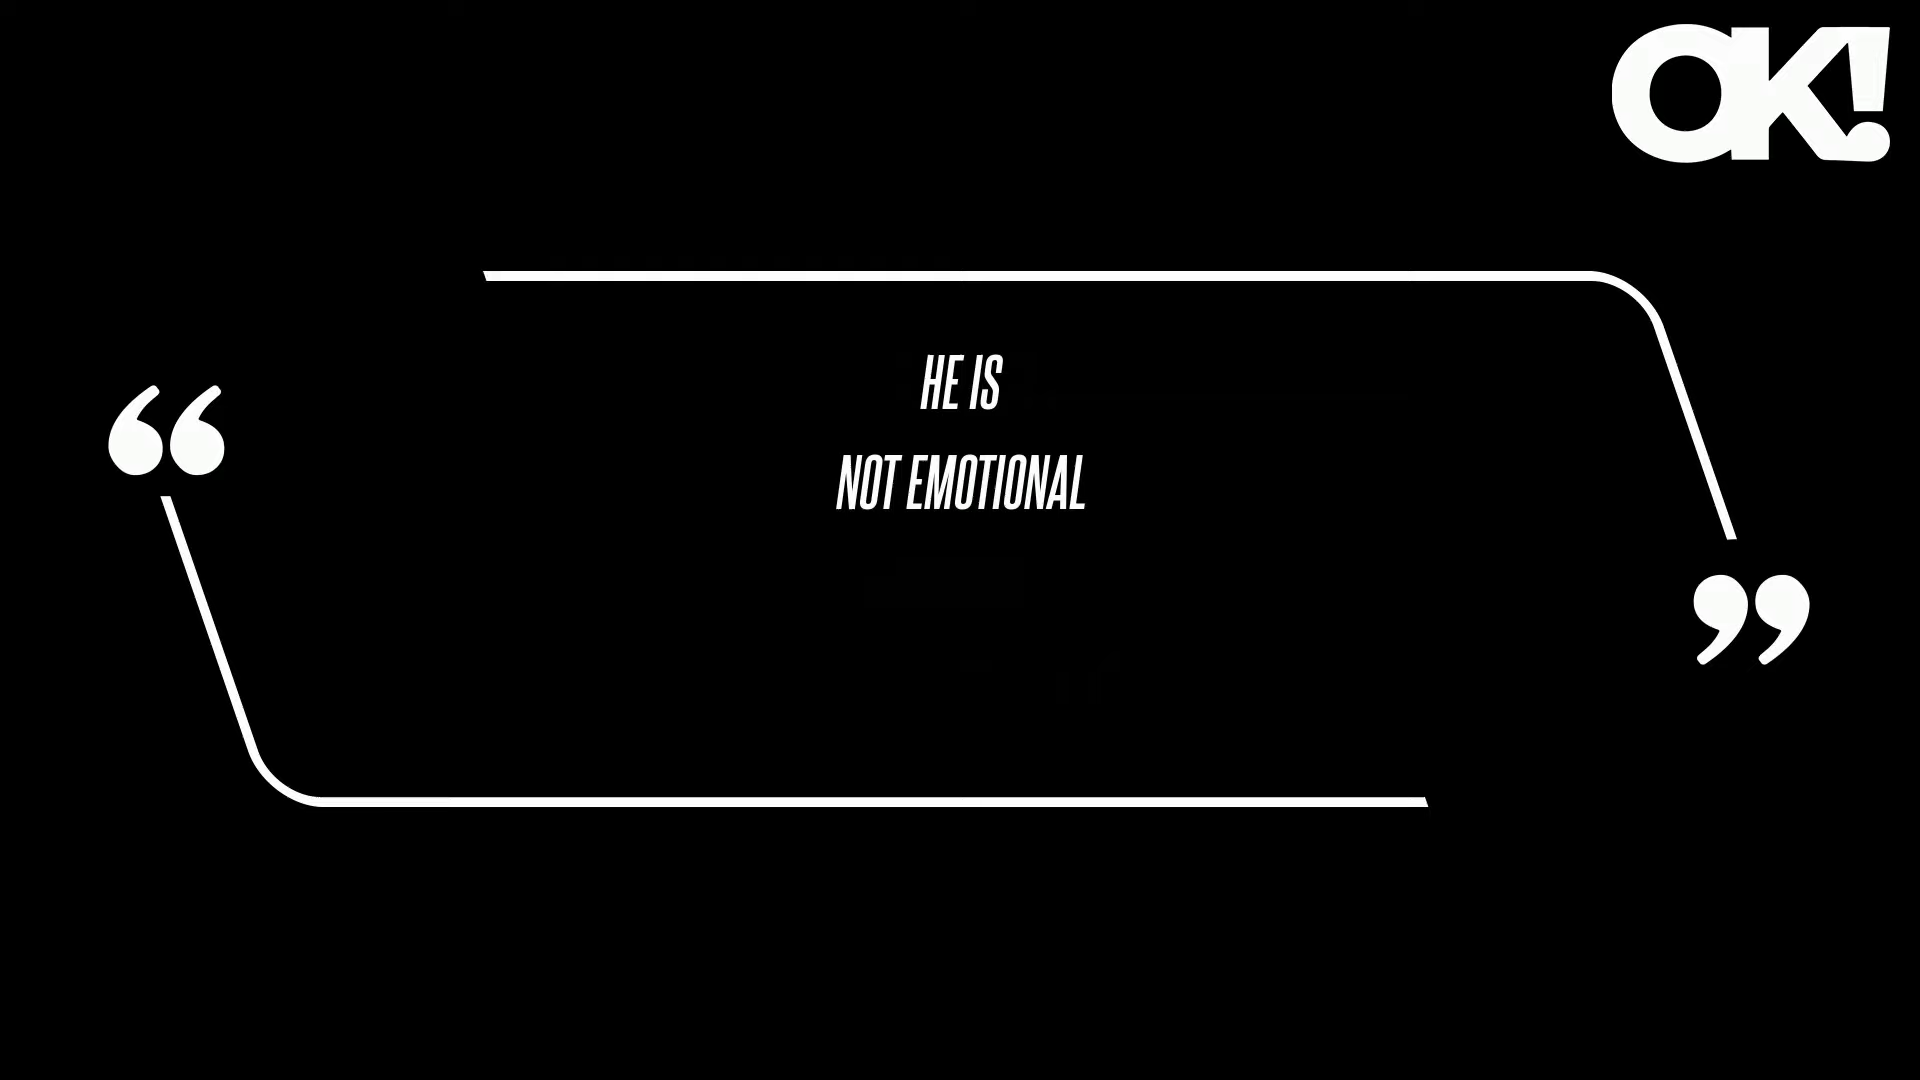 OK!
“
HE IS
NOT EMOTIONAL
”